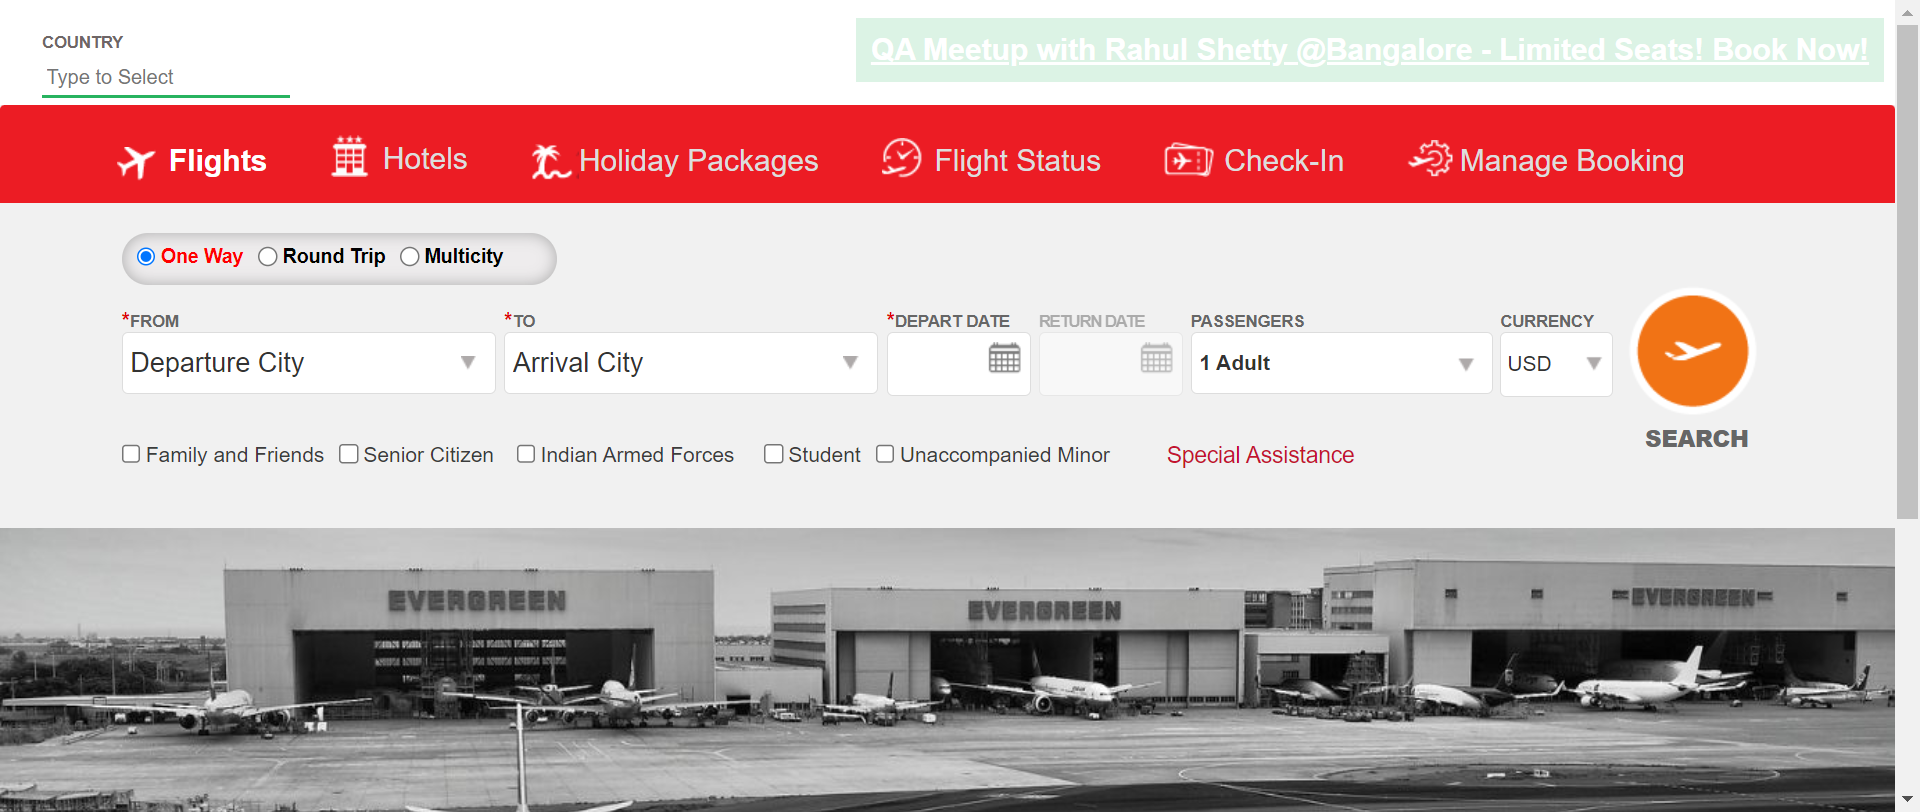 COUNTRY
Type to Select
QA Meetup with Rahul Shetty @Bangalore - Limited Seats! Book Now!
Flights
Hotels
Holiday Packages
Flight Status
Check-In
Manage Booking
One Way
Round Trip
Multicity
*FROM
*TO
*DEPART DATE
RETURN DATE
PASSENGERS
CURRENCY
Departure City
Arrival City
1 Adult
USD
SEARCH
Family and Friends
Senior Citizen
Indian Armed Forces
Student
Unaccompanied Minor
Special Assistance
EVERGREEN
EVERGREEN
EVERGREEN